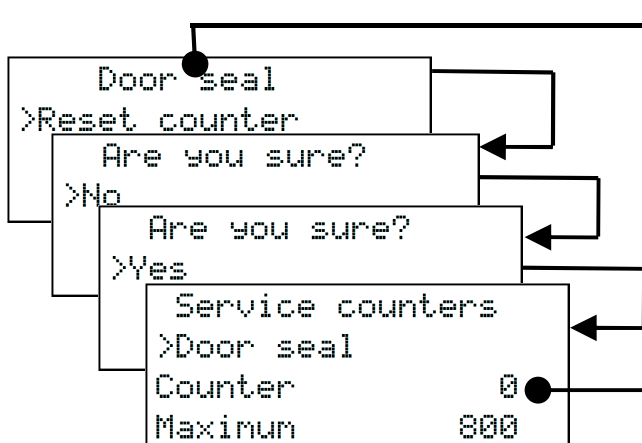 Door seal
>Reset counter
Are you sure?
>No
Are you sure?
>Yes
Service counters
>Door seal
Counter 0
Maximum 800